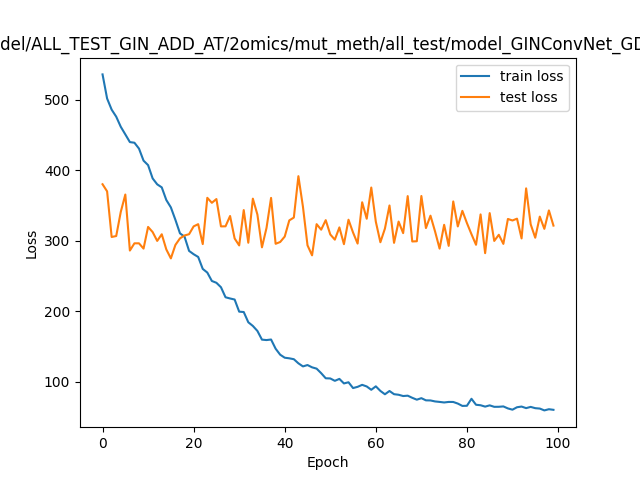 del/ALL_TEST_GIN_ADD_AT/2omics/mut_meth/all_test/model_GINConvNet_GD
train loss
test loss
500
400
300
200
100
Loss
0
20
40
60
80
100
Epoch